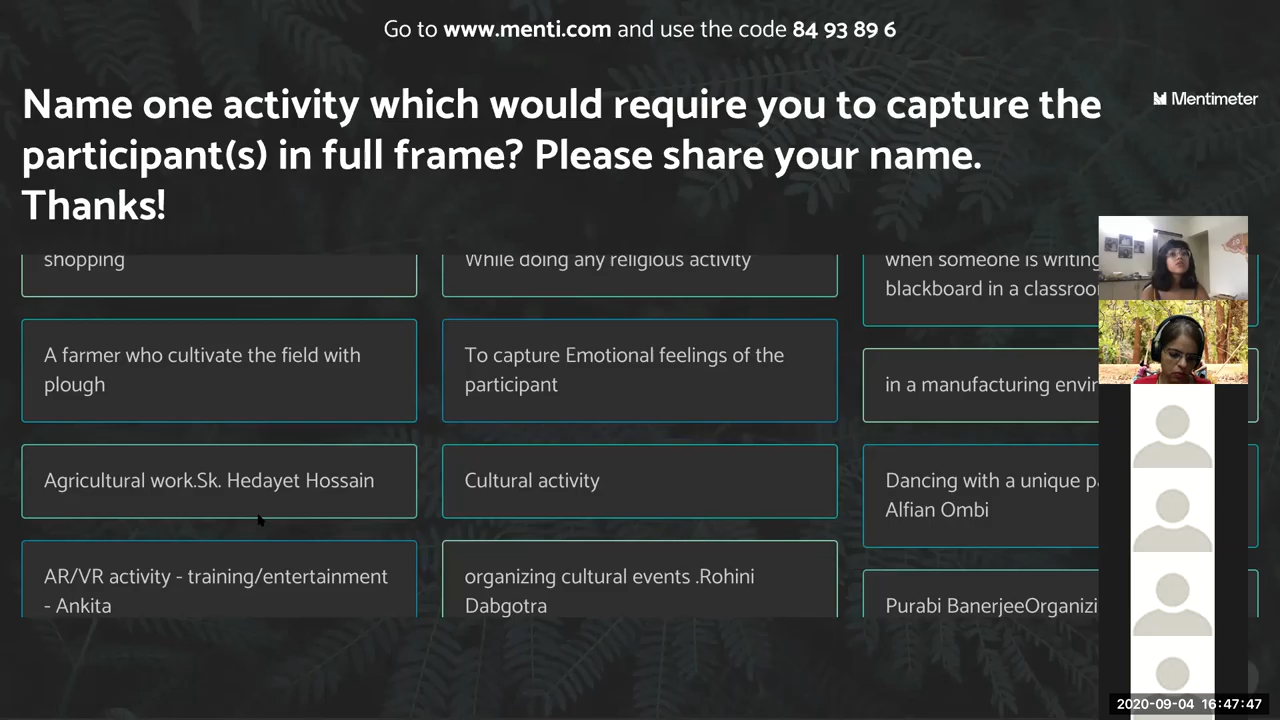 Go to www.menti.com and use the code 84 93 89 6
Name one activity which would require you to capture the
participant(s) in full frame? Please share your name.
Thanks!
Mentimeter
shopping
While doing any religious activity
when someone is writing
blackboard in a
A farmer who cultivate the field with
plough
To capture Emotional feelings of the
participant
in a manufacturing
Agricultural work.Sk. Hedayet Hossain
Cultural activity
Dancing with a unique
Alfian Ombi
AR/VR activity - training/entertainment
- Ankita
organizing cultural events .Rohini
Dabgotra
Purabi
2020-09-04 16:47:47